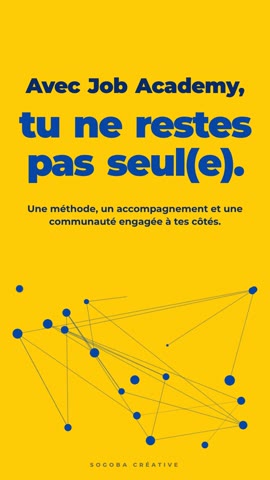 Avec Job Academy,
tu ne restes
pas seul(e).
Une méthode, un accompagnement et une
communauté engagée à tes côtés.
SOGOBA CRÉATIVE